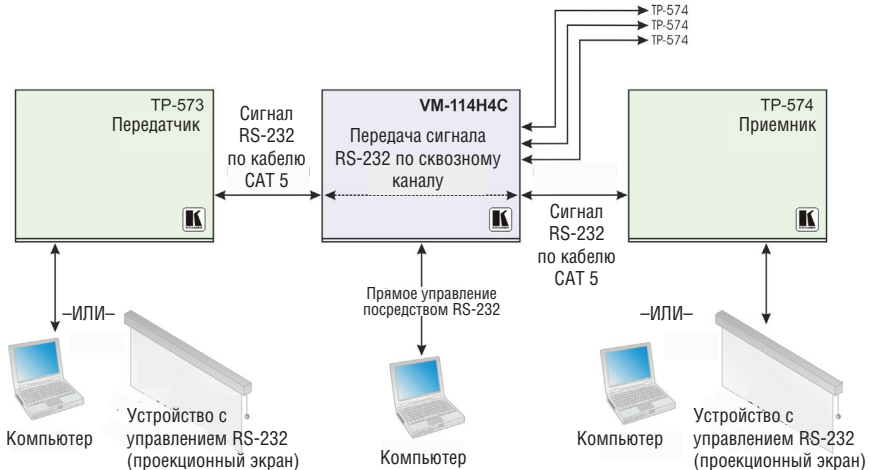 TP-574
TP-574
TP-574
TP-573
Передатчик
Сигнал
RS-232
по кабелю
CAT 5
VM-114H4C
Передача сигнала
RS-232 по сквозному
каналу
TP-574
Приемник
Сигнал
RS-232
по кабелю
CAT 5
–ИЛИ–
Прямое управление
посредством RS-232
–ИЛИ–
Компьютер
Устройство с
управлением RS-232
(проекционный экран)
Компьютер
Компьютер
Устройство с
управлением RS-232
(проекционный экран)